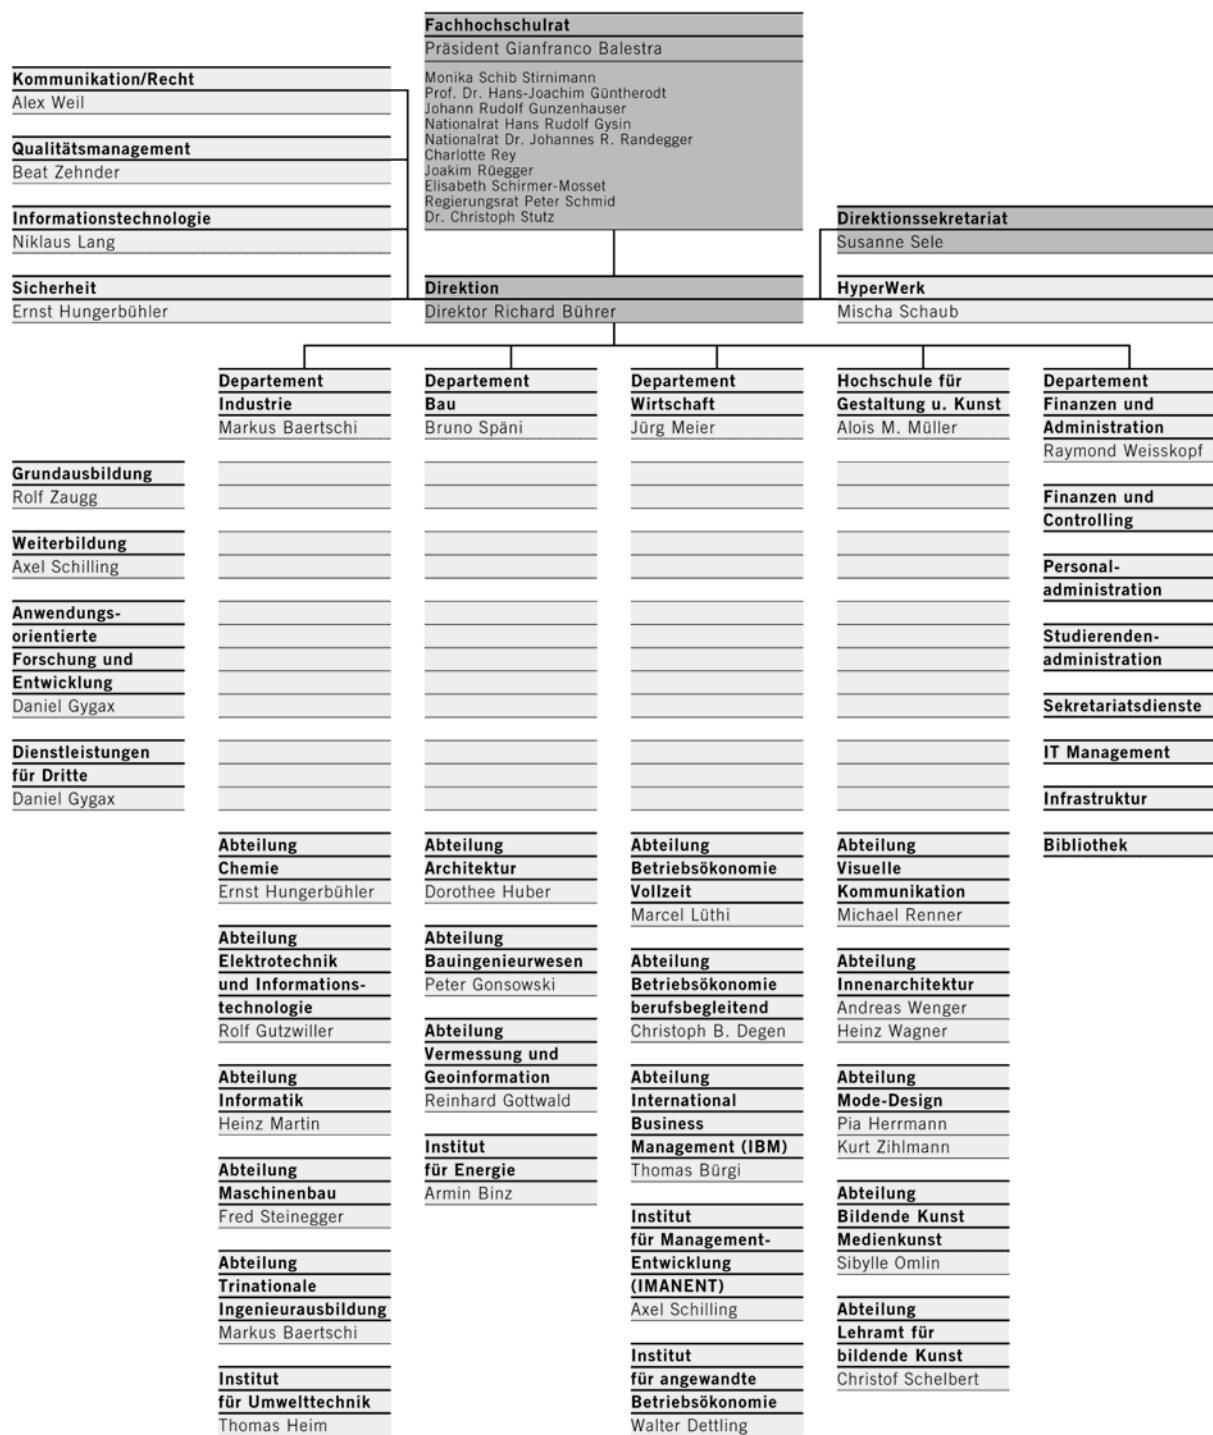 Fachhochschulrat
Präsident Gianfranco Balestra
Monika Schib Stirnimann
Prof. Dr. Hans-Joachim Güntherodt
Johann Rudolf Gunzenhauser
Nationalrat Hans Rudolf Gysin
Nationalrat Dr. Johannes R. Randegger
Charlotte Rey
Joakim Rüegger
Elisabeth Schirmer-Mosset
Regierungsrat Peter Schmid
Dr. Christoph Stutz
Kommunikation/Recht
Alex Weil
Qualitätsmanagement
Beat Zehnder
Informationstechnologie
Niklaus Lang
Sicherheit
Ernst Hungerbühler
Direktion
Direktor Richard Bührer
Direktionssekretariat
Susanne Sele
HyperWerk
Mischa Schaub
Grundausbildung
Rolf Zaugg
Weiterbildung
Axel Schilling
Anwendungs-
orientierte
Forschung und
Entwicklung
Daniel Gygax
Dienstleistungen
für Dritte
Daniel Gygax
Departement
Industrie
Markus Baertschi
Abteilung
Chemie
Ernst Hungerbühler
Abteilung
Elektrotechnik
und Informations-
technologie
Rolf Gutzwiller
Abteilung
Informatik
Heinz Martin
Abteilung
Maschinenbau
Fred Steinegger
Abteilung
Trinationale
Ingenieurausbildung
Markus Baertschi
Institut
für Umwelttechnik
Thomas Heim
Departement
Bau
Bruno Späni
Abteilung
Architektur
Dorothee Huber
Abteilung
Bauingenieurwesen
Peter Gonsowski
Abteilung
Vermessung und
Geoinformation
Reinhard Gottwald
Institut
für Energie
Armin Binz
Departement
Wirtschaft
Jürg Meier
Abteilung
Betriebsökonomie
Vollzeit
Marcel Lüthi
Abteilung
Betriebsökonomie
berufsbegleitend
Christoph B. Degen
Abteilung
International
Business
Management (IBM)
Thomas Bürgi
Institut
für Management-
Entwicklung
(IMANENT)
Axel Schilling
Institut
für angewandte
Betriebsökonomie
Walter Dettling
Hochschule für
Gestaltung u. Kunst
Alois M. Müller
Abteilung
Visuelle
Kommunikation
Michael Renner
Abteilung
Innenarchitektur
Andreas Wenger
Heinz Wagner
Abteilung
Mode-Design
Pia Herrmann
Kurt Zihlmann
Abteilung
Bildende Kunst
Medienkunst
Sibylle Omlin
Abteilung
Lehramt für
bildende Kunst
Christof Schelbert
Departement
Finanzen und
Administration
Raymond Weisskopf
Finanzen und
Controlling
Personal-
administration
Studierenden-
administration
Sekretariatsdienste
IT Management
Infrastruktur
Bibliothek